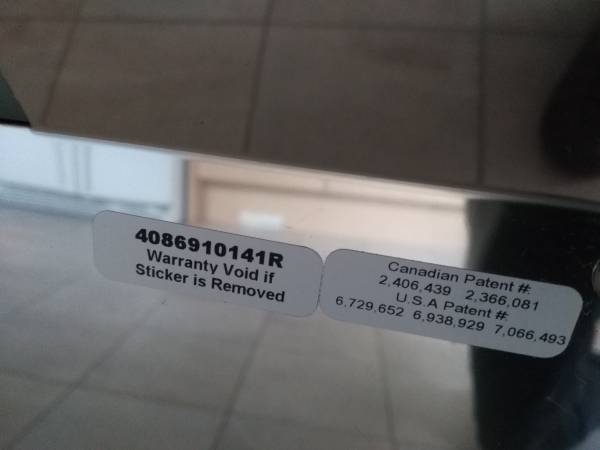 4086910141R
Warranty Void if
Sticker is Removed
Canadian Patent #:
2,406,439 2,366,081
U.S.A Patent #:
6,729,652 6,938,929 7,066,493